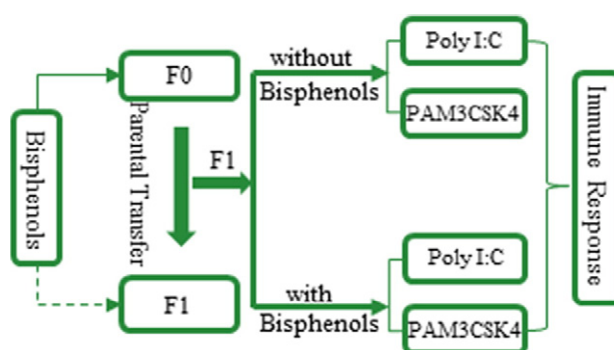 Bisphenols
F0
Parental Transfer
F1
F1
without
Bisphenols
Poly I:C
PAM3CSK4
with
Bisphenols
Poly I:C
PAM3CSK4
Immune Response